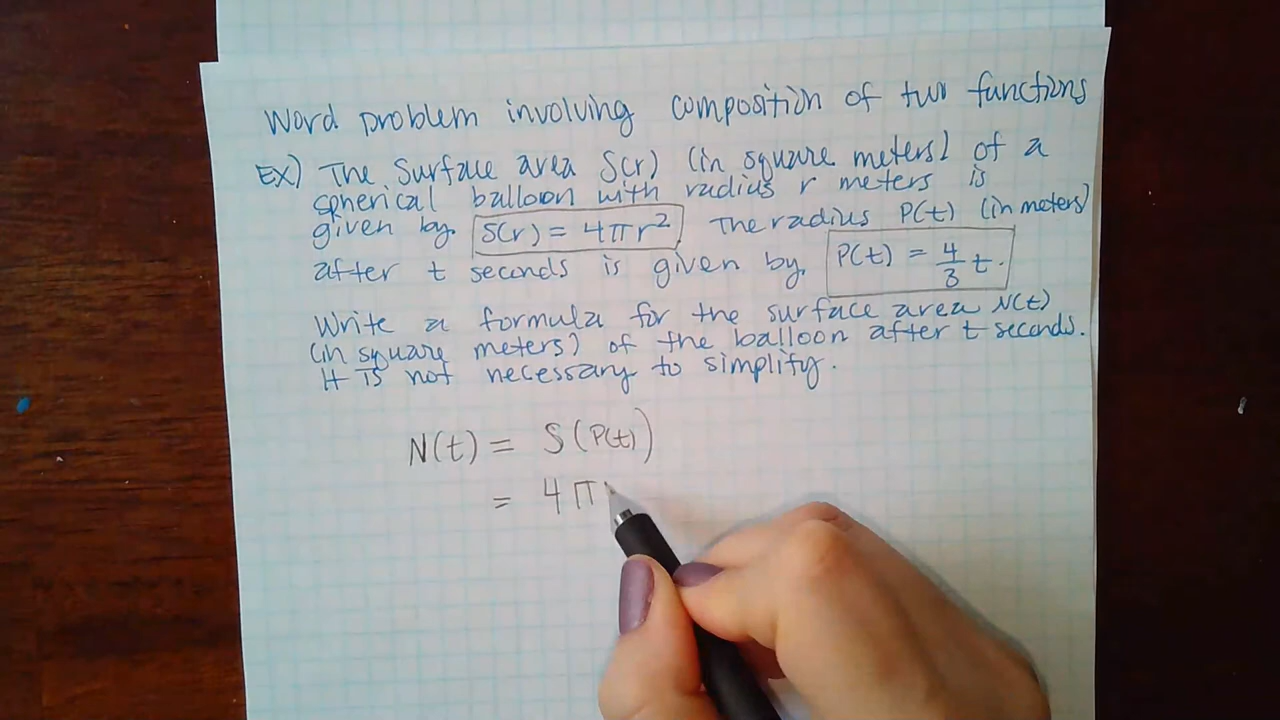 Word problem involving composition of two functions
EX) The Surface area S(r) (in square meters) of a
spherical balloon with radius r meters is
given by S(r) = 4πr². The radius P(t) (in meters)
after t seconds is given by P(t) = 4/3 t.
Write a formula for the surface area N(t)
(in square meters) of the balloon after t seconds.
It is not necessary to simplify.
N(t) = S(P(t))
= 4π